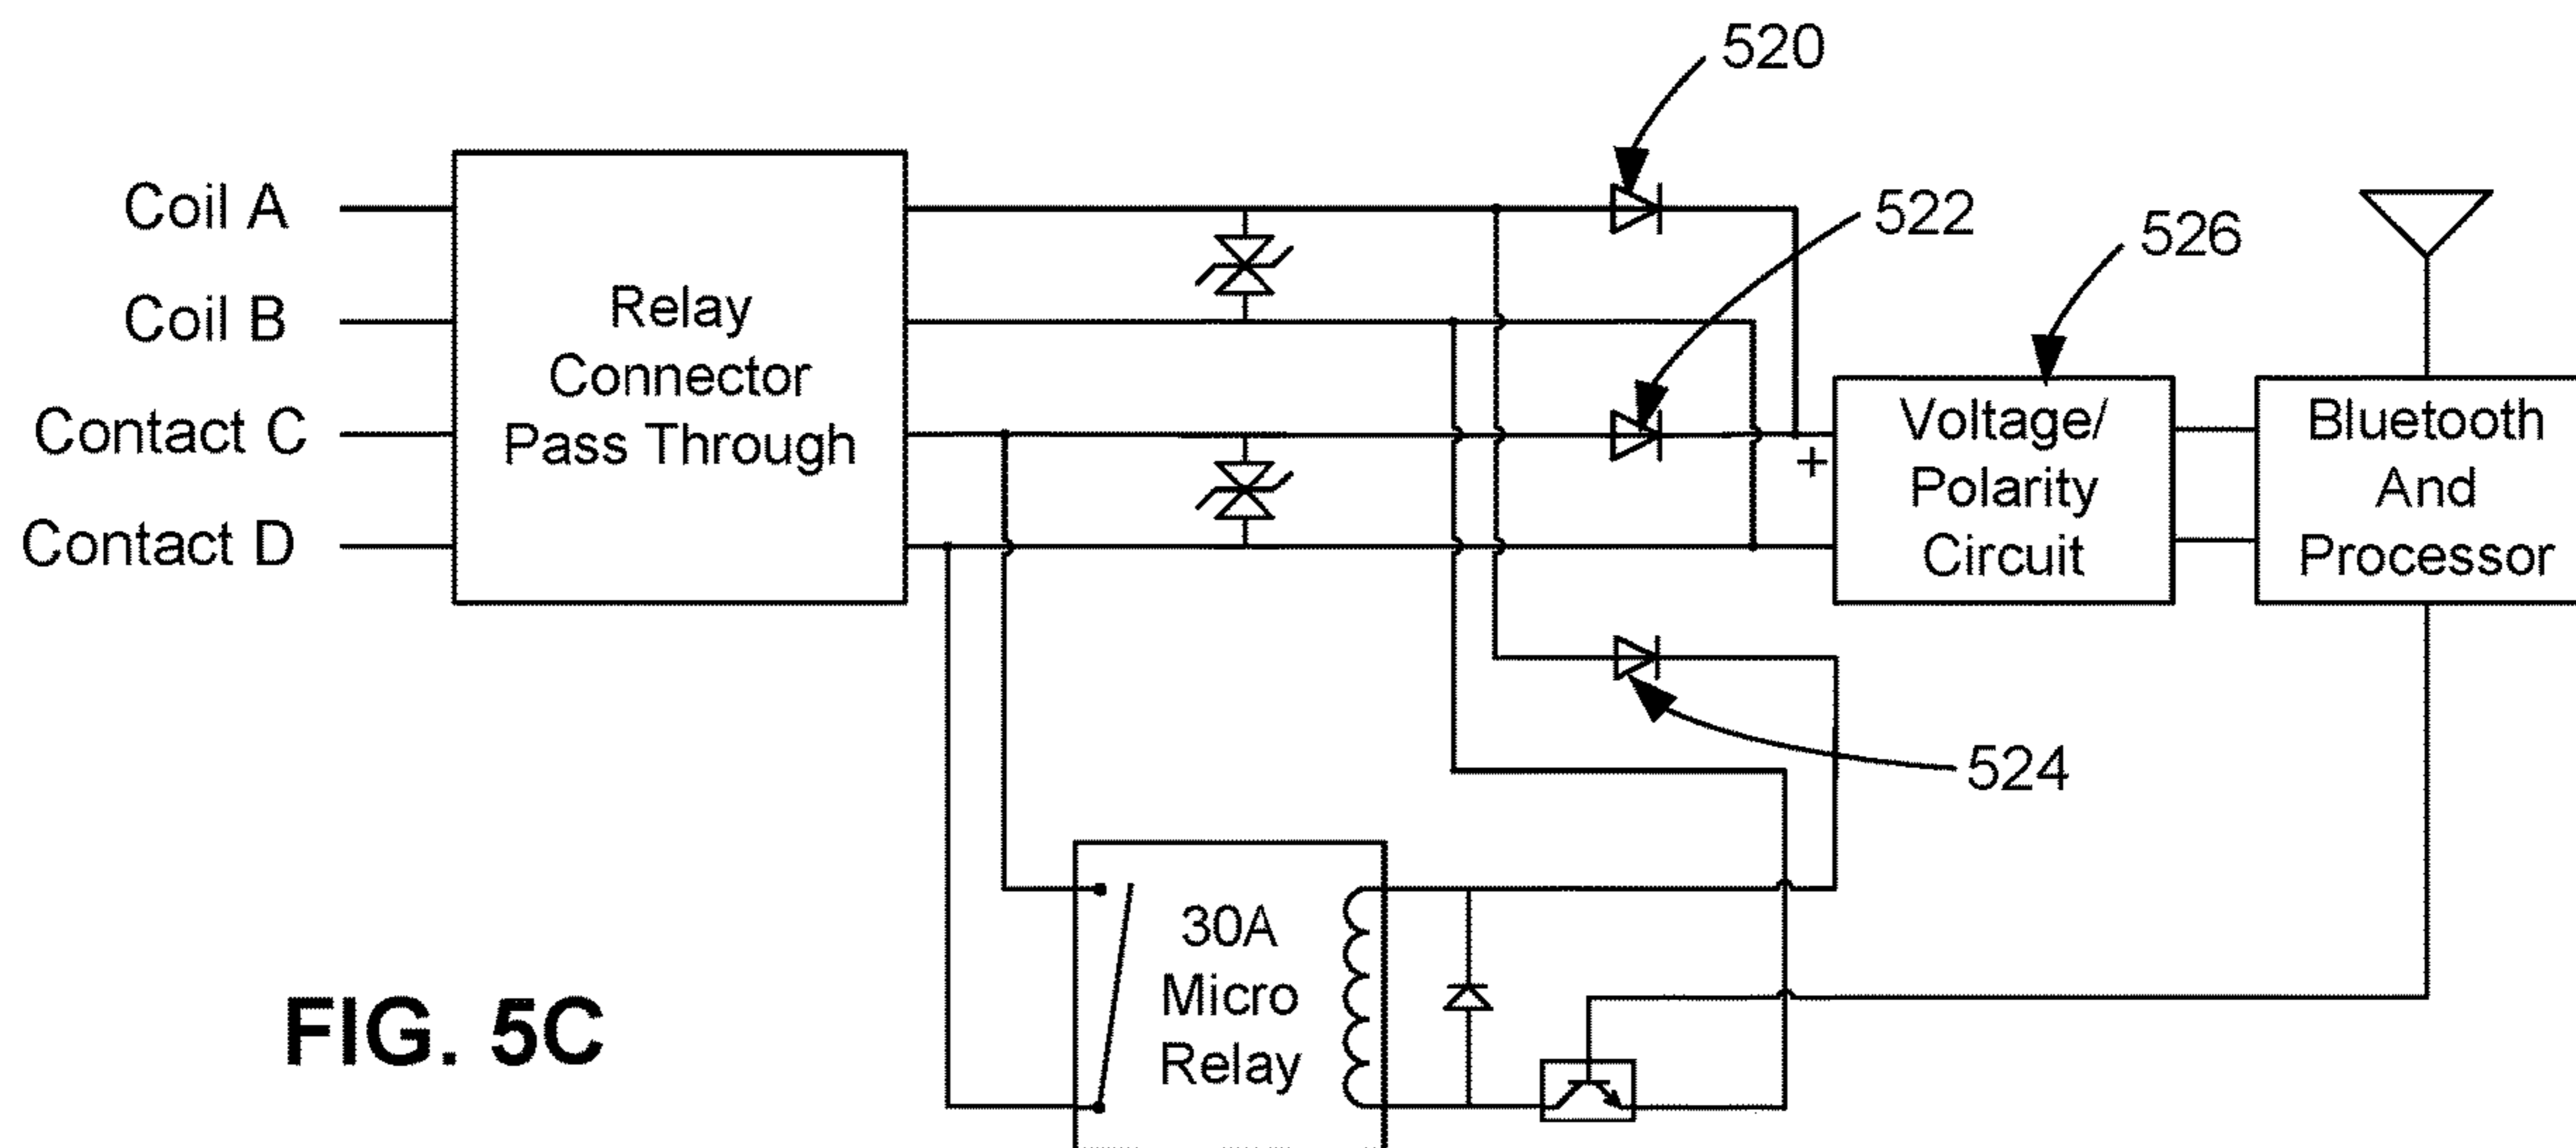 520
522
526
Coil A
Coil B
Contact C
Contact D
Relay
Connector
Pass Through
+
Voltage/
Polarity
Circuit
Bluetooth
And
Processor
524
30A
Micro
Relay
FIG. 5C